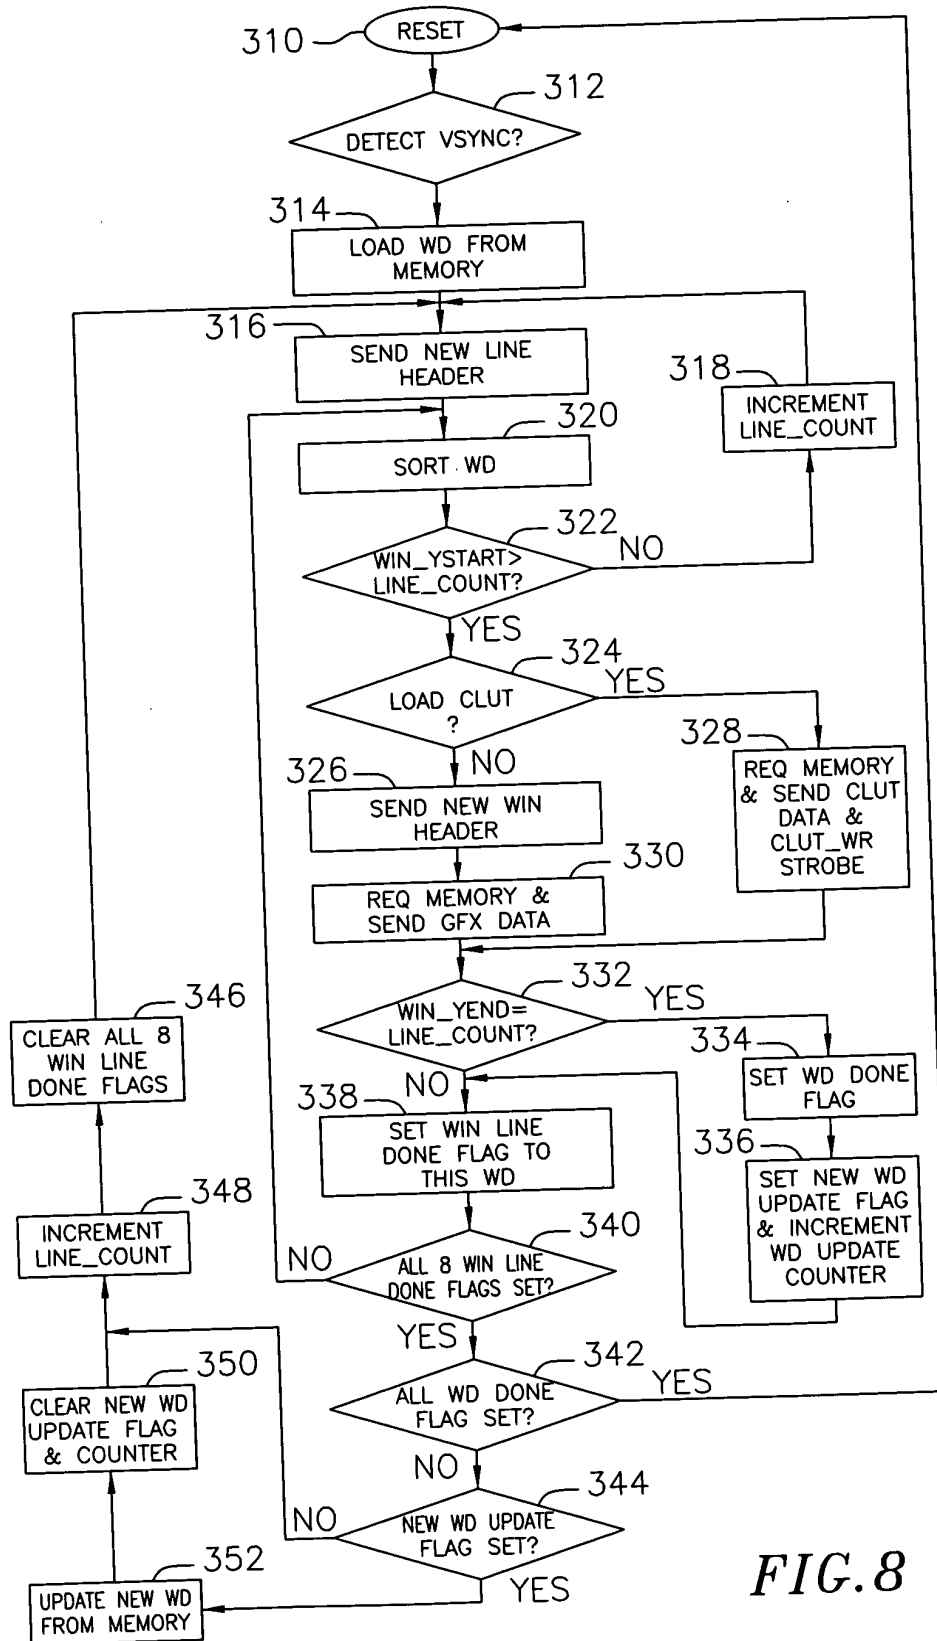 310
RESET
312
DETECT VSYNC?
314
LOAD WD FROM
MEMORY
316
SEND NEW LINE
HEADER
318
INCREMENT
LINE_COUNT
320
SORT WD
322
WIN_YSTART>
LINE_COUNT?
NO
YES
324
LOAD CLUT
?
YES
NO
326
SEND NEW WIN
HEADER
328
REQ MEMORY
& SEND CLUT
DATA &
CLUT_WR
STROBE
330
REQ MEMORY &
SEND GFX DATA
332
WIN_YEND=
LINE_COUNT?
YES
NO
334
SET WD DONE
FLAG
336
SET NEW WD
UPDATE FLAG
& INCREMENT
WD UPDATE
COUNTER
338
SET WIN LINE
DONE FLAG TO
THIS WD
340
ALL 8 WIN LINE
DONE FLAGS SET?
NO
YES
342
ALL WD DONE
FLAG SET?
YES
NO
344
NEW WD UPDATE
FLAG SET?
NO
YES
346
CLEAR ALL 8
WIN LINE
DONE FLAGS
348
INCREMENT
LINE_COUNT
350
CLEAR NEW WD
UPDATE FLAG
& COUNTER
352
UPDATE NEW WD
FROM MEMORY
FIG.8